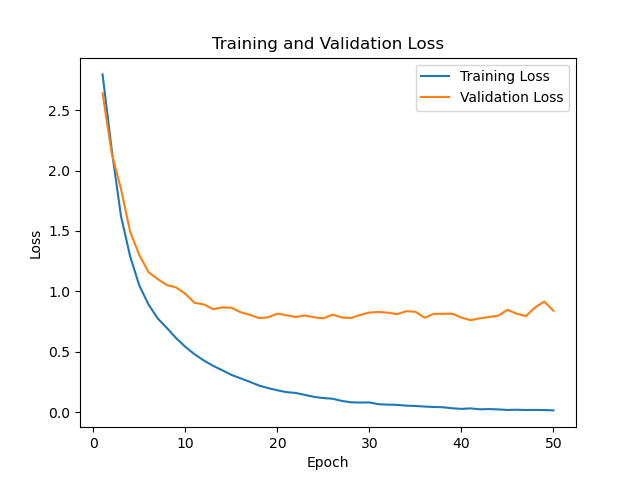 Training and Validation Loss
Training Loss
Validation Loss
2.5
2.0
1.5
1.0
0.5
0.0
Loss
0 10 20 30 40 50
Epoch